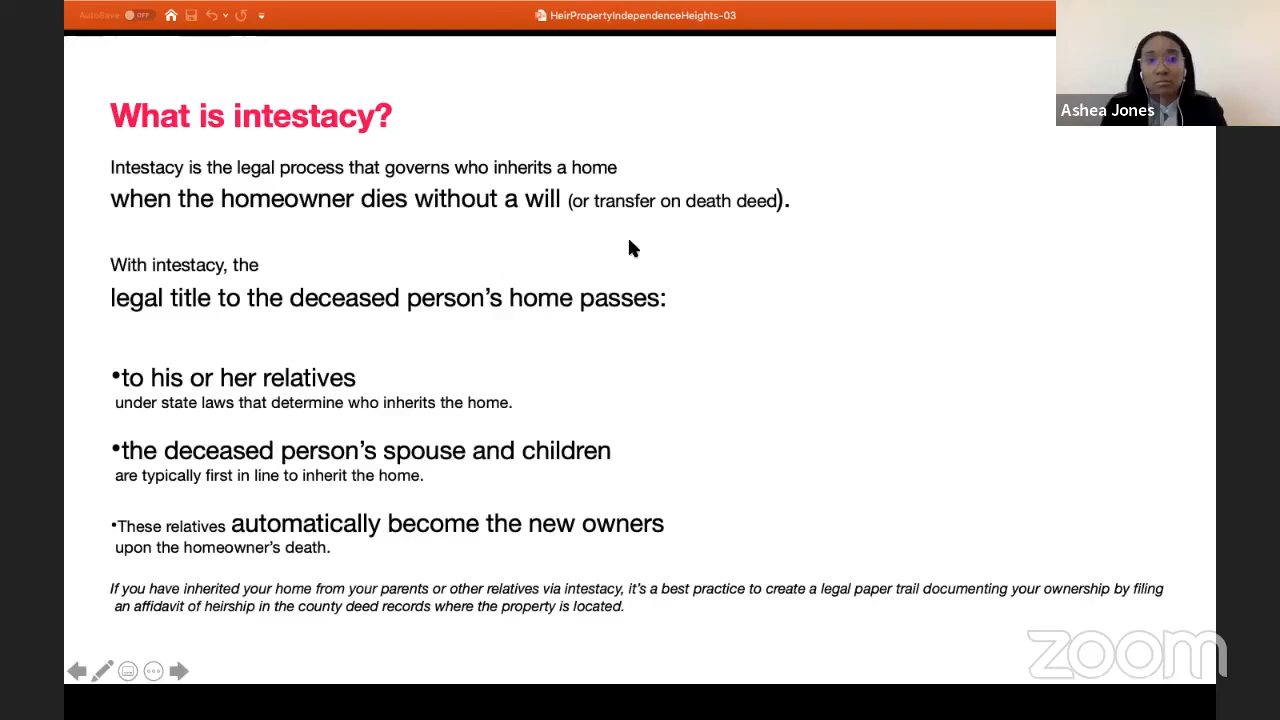 AutoSave OFF
HeirPropertyIndependenceHeights-03
Ashea Jones
What is intestacy?
Intestacy is the legal process that governs who inherits a home
when the homeowner dies without a will (or transfer on death deed).
With intestacy, the
legal title to the deceased person’s home passes:
•to his or her relatives
under state laws that determine who inherits the home.
•the deceased person’s spouse and children
are typically first in line to inherit the home.
•These relatives automatically become the new owners
upon the homeowner’s death.
If you have inherited your home from your parents or other relatives via intestacy, it’s a best practice to create a legal paper trail documenting your ownership by filing
an affidavit of heirship in the county deed records where the property is located.
zoom